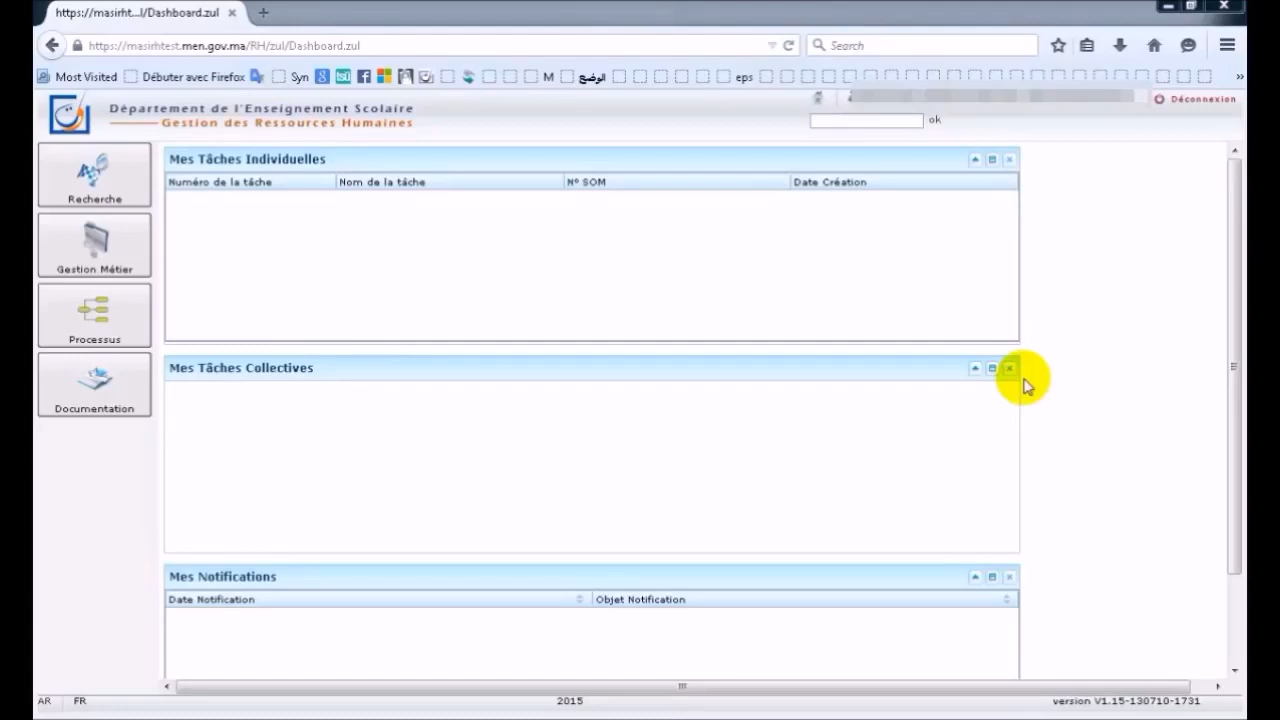 https://masirht...l/Dashboard.zul
https://masirhtest.men.gov.ma/RH/zul/Dashboard.zul
Search
Most Visited Débuter avec Firefox Syn M الوضع eps
Département de l'Enseignement Scolaire
Gestion des Ressources Humaines
Déconnexion
ok
Recherche
Gestion Métier
Processus
Documentation
Mes Tâches Individuelles
Numéro de la tâche Nom de la tâche N° SOM Date Création
Mes Tâches Collectives
Mes Notifications
Date Notification Objet Notification
AR FR 2015 version V1.15-130710-1731